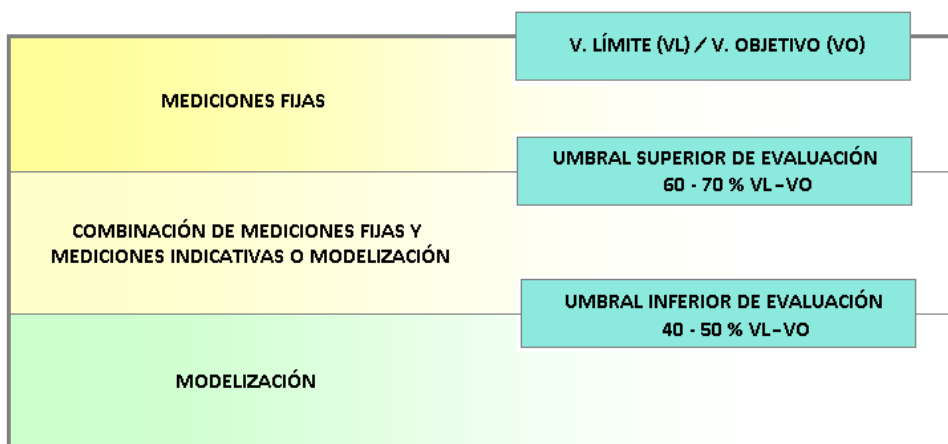 V. LÍMITE (VL) / V. OBJETIVO (VO)
MEDICIONES FIJAS
UMBRAL SUPERIOR DE EVALUACIÓN
60 - 70 % VL-VO
COMBINACIÓN DE MEDICIONES FIJAS Y
MEDICIONES INDICATIVAS O MODELIZACIÓN
UMBRAL INFERIOR DE EVALUACIÓN
40 - 50 % VL-VO
MODELIZACIÓN